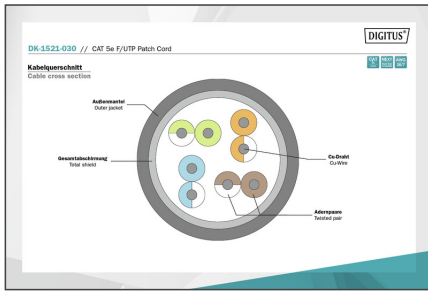 DIGITUS®
DK-1521-030 // CAT 5e F/UTP Patch Cord
Kabelquerschnitt
Cable cross section
Außenmantel
Outer jacket
Gesamtabschirmung
Total shield
Cu-Draht
Cu-Wire
Adernpaare
Twisted pair